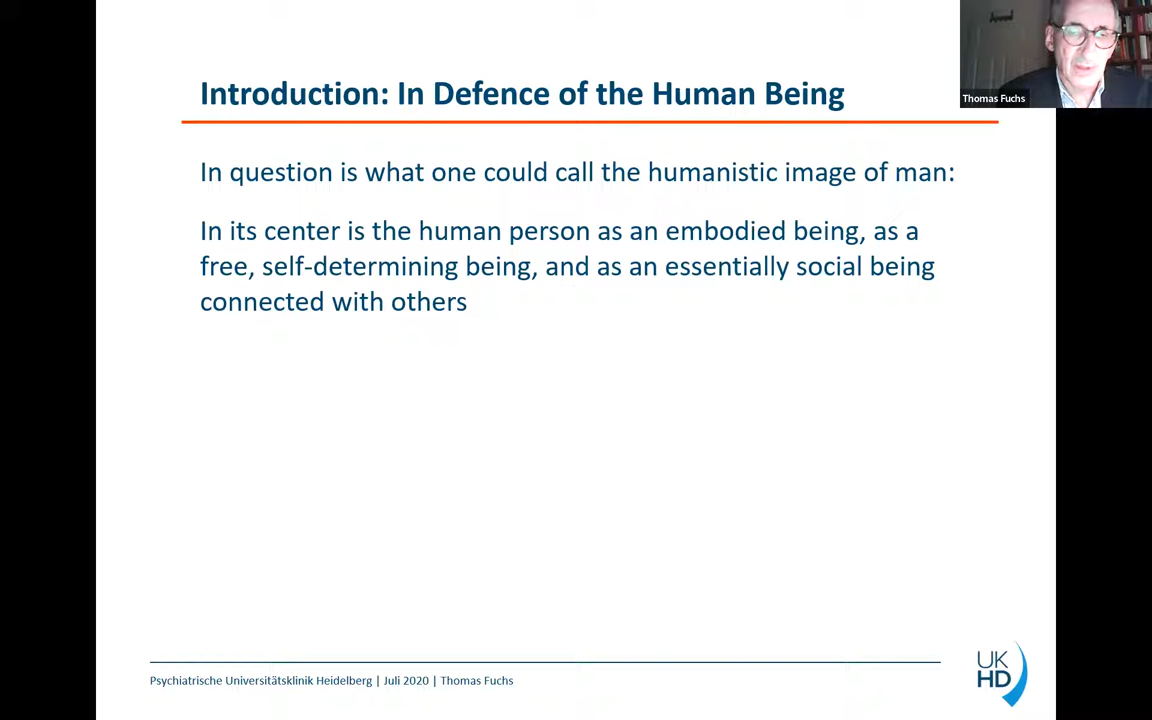 Introduction: In Defence of the Human Being
Thomas Fuchs
In question is what one could call the humanistic image of man:
In its center is the human person as an embodied being, as a
free, self-determining being, and as an essentially social being
connected with others
Psychiatrische Universitätsklinik Heidelberg | Juli 2020 | Thomas Fuchs
UK
HD